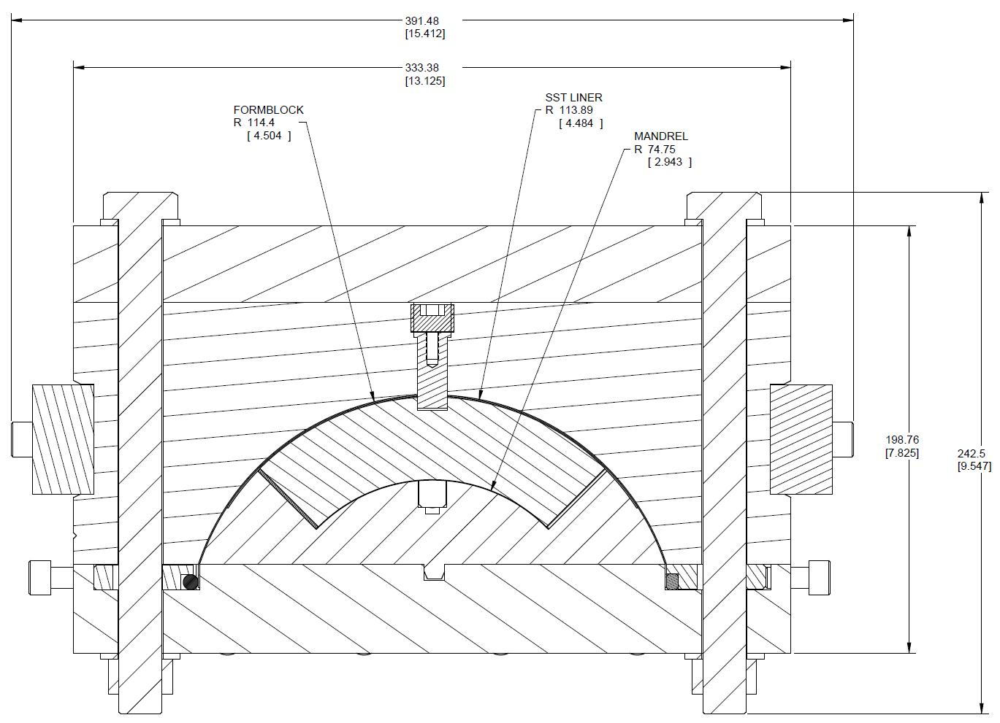 391.48
[15.412]
333.38
[13.125]
FORMBLOCK
R 114.4
[ 4.504 ]
SST LINER
R 113.89
[ 4.484 ]
MANDREL
R 74.75
[ 2.943 ]
198.76
[7.825]
242.5
[9.547]